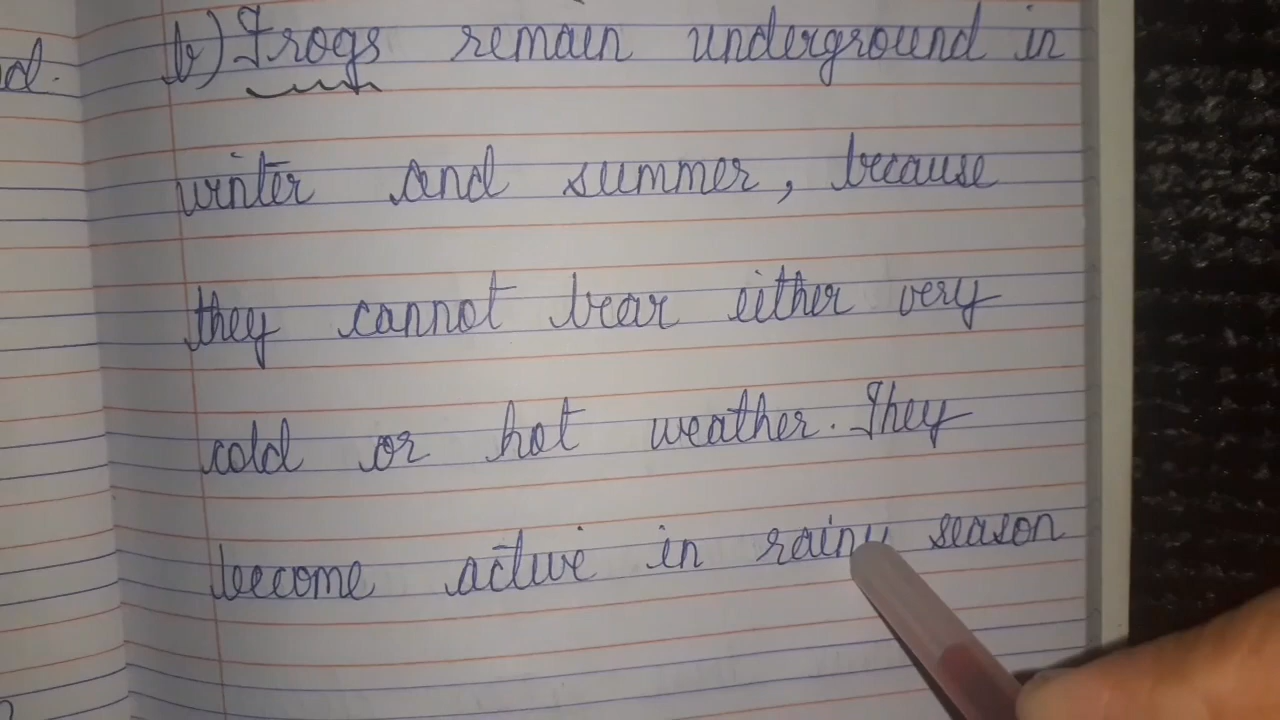 b) Frogs remain underground in
winter and summer, because
they cannot bear either very
cold or hot weather. They
become active in rainy season